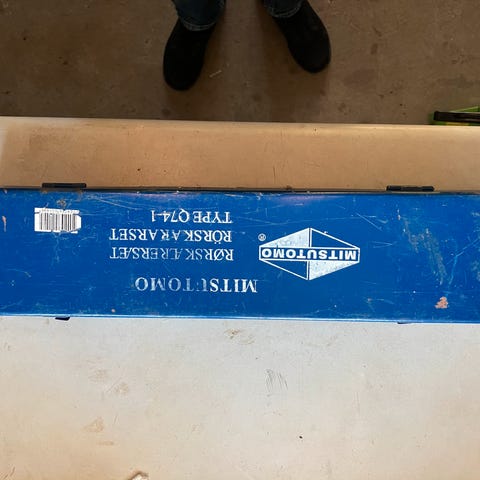 MITSUTOMO
RØRSKÆRERSÆT
RÖRSKÄRARSET
TYPE Q74-1
MITSUTOMO
®